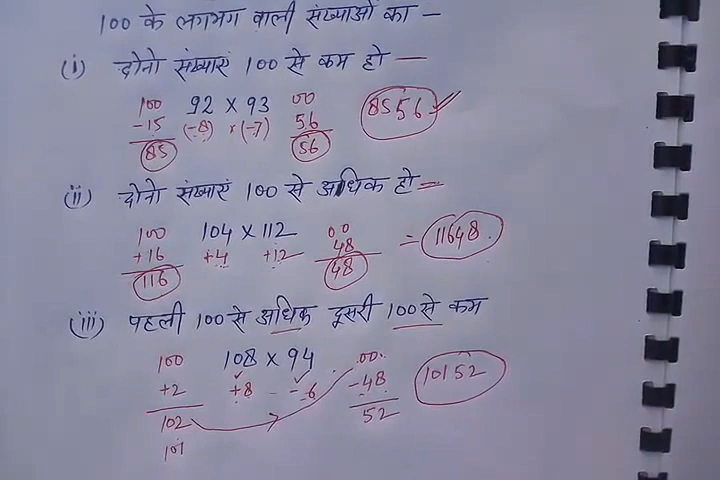 100 के लगभग वाली संख्याओं का —
(i) दोनो संख्याएं 100 से कम हो —
100 92 x 93 00
-15 (-8) x (-7) 56
85 56 8556
(ii) दोनो संख्याएं 100 से अधिक हो —
100 104 x 112 00
+16 +4 +12 48
116 48 = 11648.
(iii) पहली 100 से अधिक दूसरी 100 से कम
100 108 x 94 00
+2 +8 -6 -48
102 52 10152
101